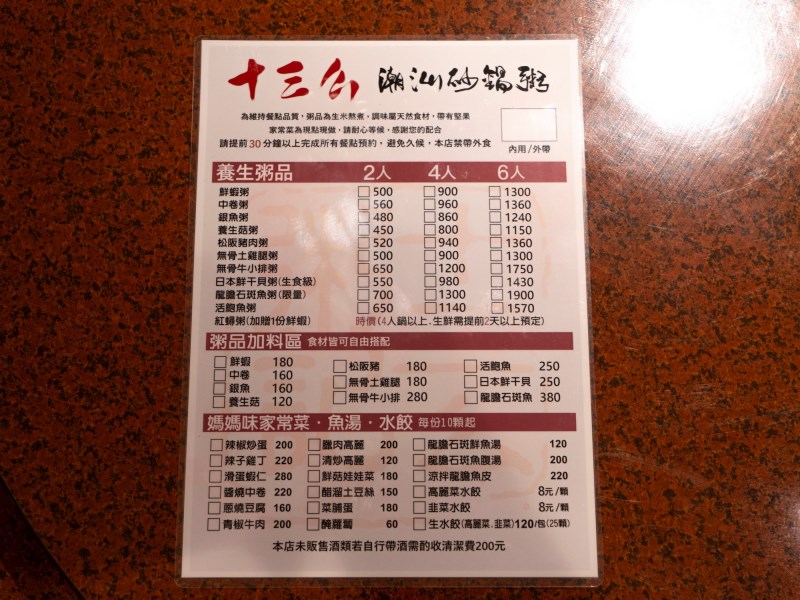 十三公 潮汕砂鍋粥
為維持餐點品質，粥品為生米熬煮，調味屬天然食材，帶有堅果
家常菜為現點現做，請耐心等候，感謝您的配合
請提前30分鐘以上完成所有餐點預約，避免久候，本店禁帶外食
內用/外帶
養生粥品 2人 4人 6人
鮮蝦粥 500 900 1300
中卷粥 560 960 1360
銀魚粥 480 860 1240
養生菇粥 450 800 1150
松阪豬肉粥 520 940 1360
無骨土雞腿粥 500 900 1300
無骨牛小排粥 650 1200 1750
日本鮮干貝粥(生食級) 550 980 1430
龍膽石斑魚粥(限量) 700 1300 1900
活鮑魚粥 650 1140 1570
紅蟳粥(加贈1份鮮蝦) 時價(4人鍋以上、生鮮需提前2天以上預定)
粥品加料區 食材皆可自由搭配
鮮蝦 180 松阪豬 180 活鮑魚 250
中卷 160 無骨土雞腿 180 日本鮮干貝 250
銀魚 160 無骨牛小排 280 龍膽石斑魚 380
養生菇 120
媽媽味家常菜·魚湯·水餃 每份10顆起
辣椒炒蛋 200 臘肉高麗 200 龍膽石斑鮮魚湯 120
辣子雞丁 220 清炒高麗 120 龍膽石斑魚腹湯 200
滑蛋蝦仁 280 鮮菇娃娃菜 180 涼拌龍膽魚皮 220
醬燒中卷 220 醋溜土豆絲 150 高麗菜水餃 8元/顆
蔥燒豆腐 160 菜脯蛋 180 韭菜水餃 8元/顆
青椒牛肉 200 醃蘿蔔 60 生水餃(高麗菜、韭菜)120/包(25顆)
本店未販售酒類若自行帶酒需酌收清潔費200元